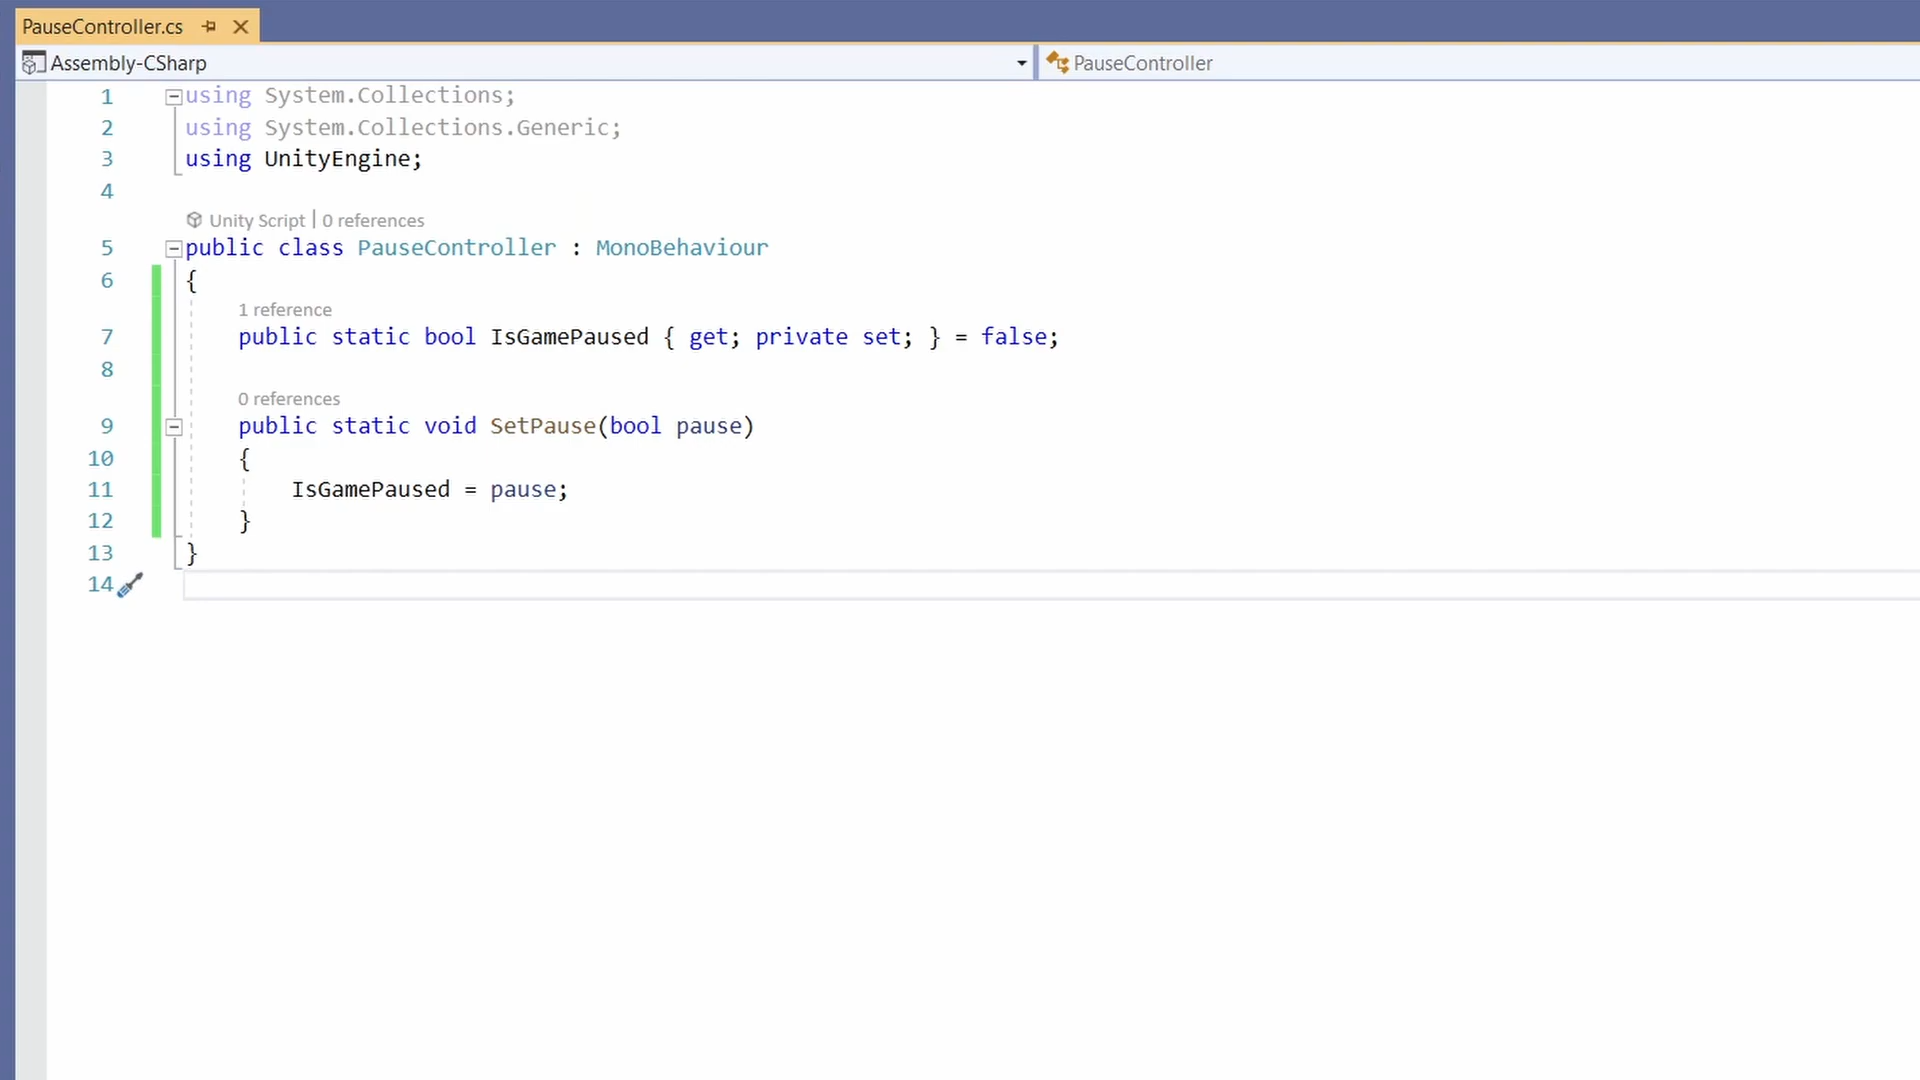 PauseController.cs
Assembly-CSharp PauseController
1 using System.Collections;
2 using System.Collections.Generic;
3 using UnityEngine;
4
Unity Script | 0 references
5 public class PauseController : MonoBehaviour
6 {
1 reference
7 public static bool IsGamePaused { get; private set; } = false;
8
0 references
9 public static void SetPause(bool pause)
10 {
11 IsGamePaused = pause;
12 }
13 }
14